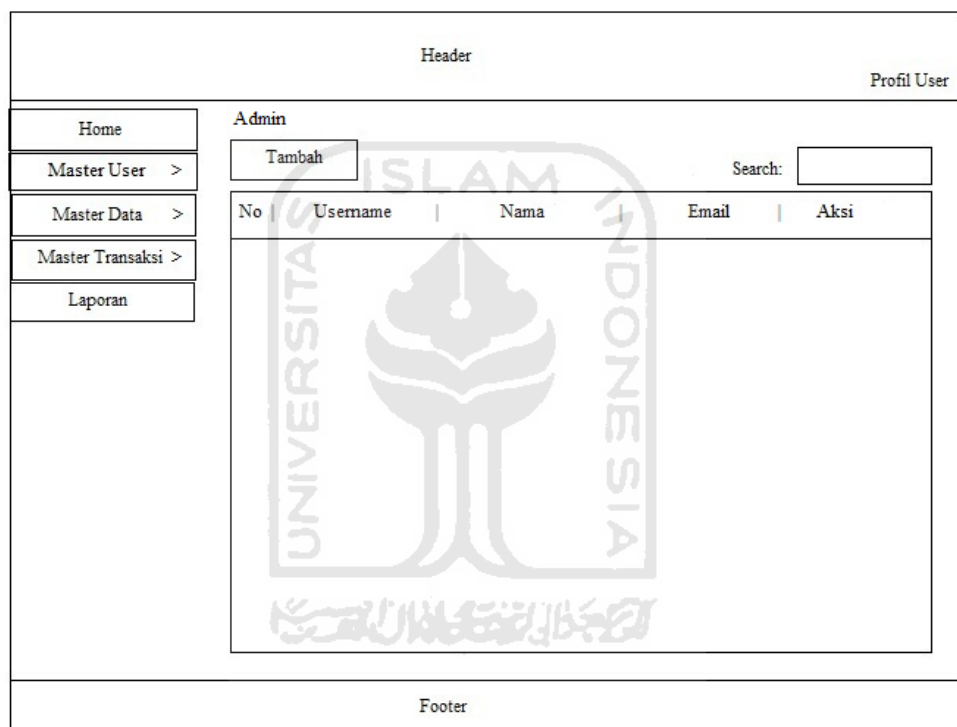 Header
Profil User
Home
Master User >
Master Data >
Master Transaksi >
Laporan
Admin
Tambah
Search:
No | Username | Nama | Email | Aksi
UNIVERSITAS
ISLAM
INDONESIA
Footer